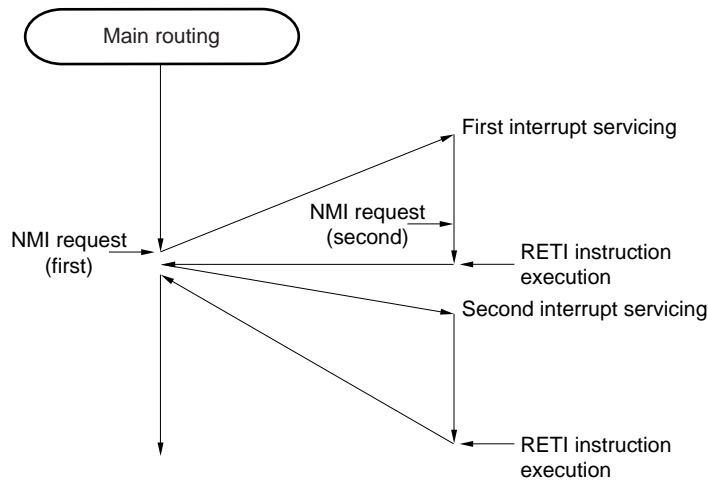 Main routing
First interrupt servicing
NMI request
(second)
NMI request
(first)
RETI instruction
execution
Second interrupt servicing
RETI instruction
execution